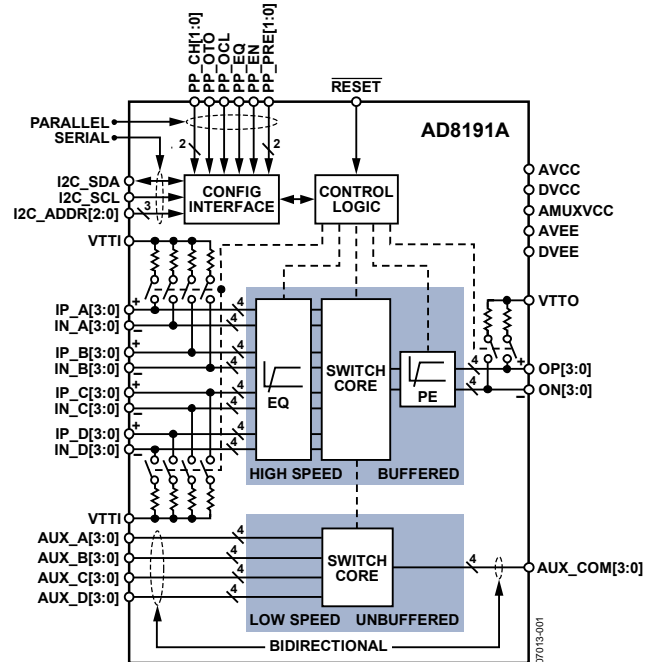 PP_CH[1:0]
PP_OTO
PP_OCL
PP_EQ
PP_EN
PP_PRE[1:0]
RESET
PARALLEL
SERIAL
AD8191A
2
2
I2C_SDA
I2C_SCL
I2C_ADDR[2:0]
3
CONFIG
INTERFACE
CONTROL
LOGIC
AVCC
DVCC
AMUXVCC
AVEE
DVEE
VTTI
VTTO
+
IP_A[3:0]
4
IN_A[3:0]
–
4
+
IP_B[3:0]
4
IN_B[3:0]
–
4
+
IP_C[3:0]
4
IN_C[3:0]
–
4
+
IP_D[3:0]
4
IN_D[3:0]
–
4
EQ
SWITCH
CORE
PE
4
+
OP[3:0]
4
–
ON[3:0]
HIGH SPEED
BUFFERED
VTTI
AUX_A[3:0]
4
AUX_B[3:0]
4
AUX_C[3:0]
4
AUX_D[3:0]
4
SWITCH
CORE
4
AUX_COM[3:0]
LOW SPEED
UNBUFFERED
BIDIRECTIONAL
07013-001